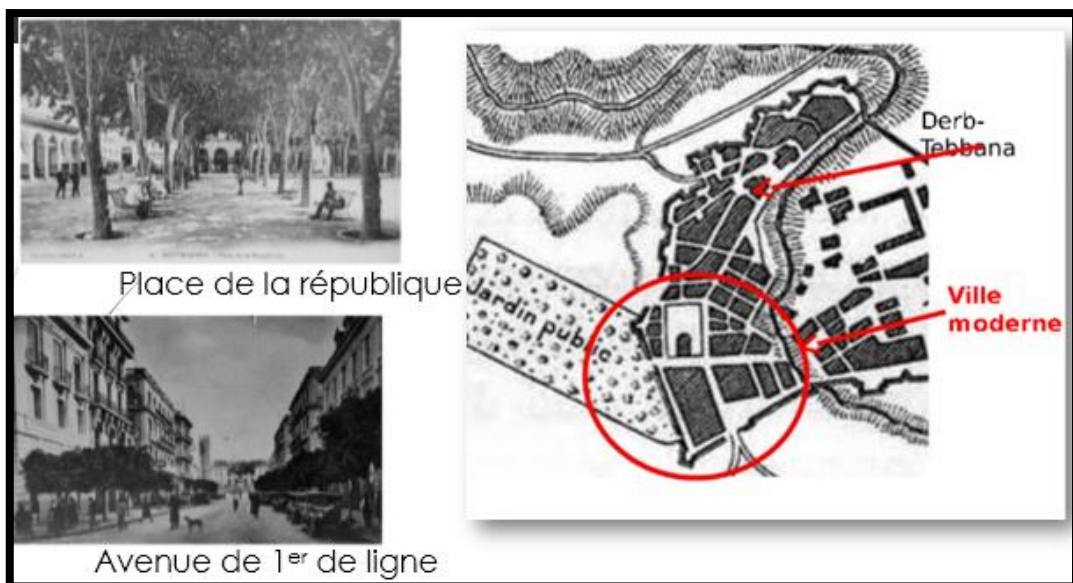 Place de la république
Avenue de 1er de ligne
Derb-
Tebbana
Ville
moderne
Jardin public